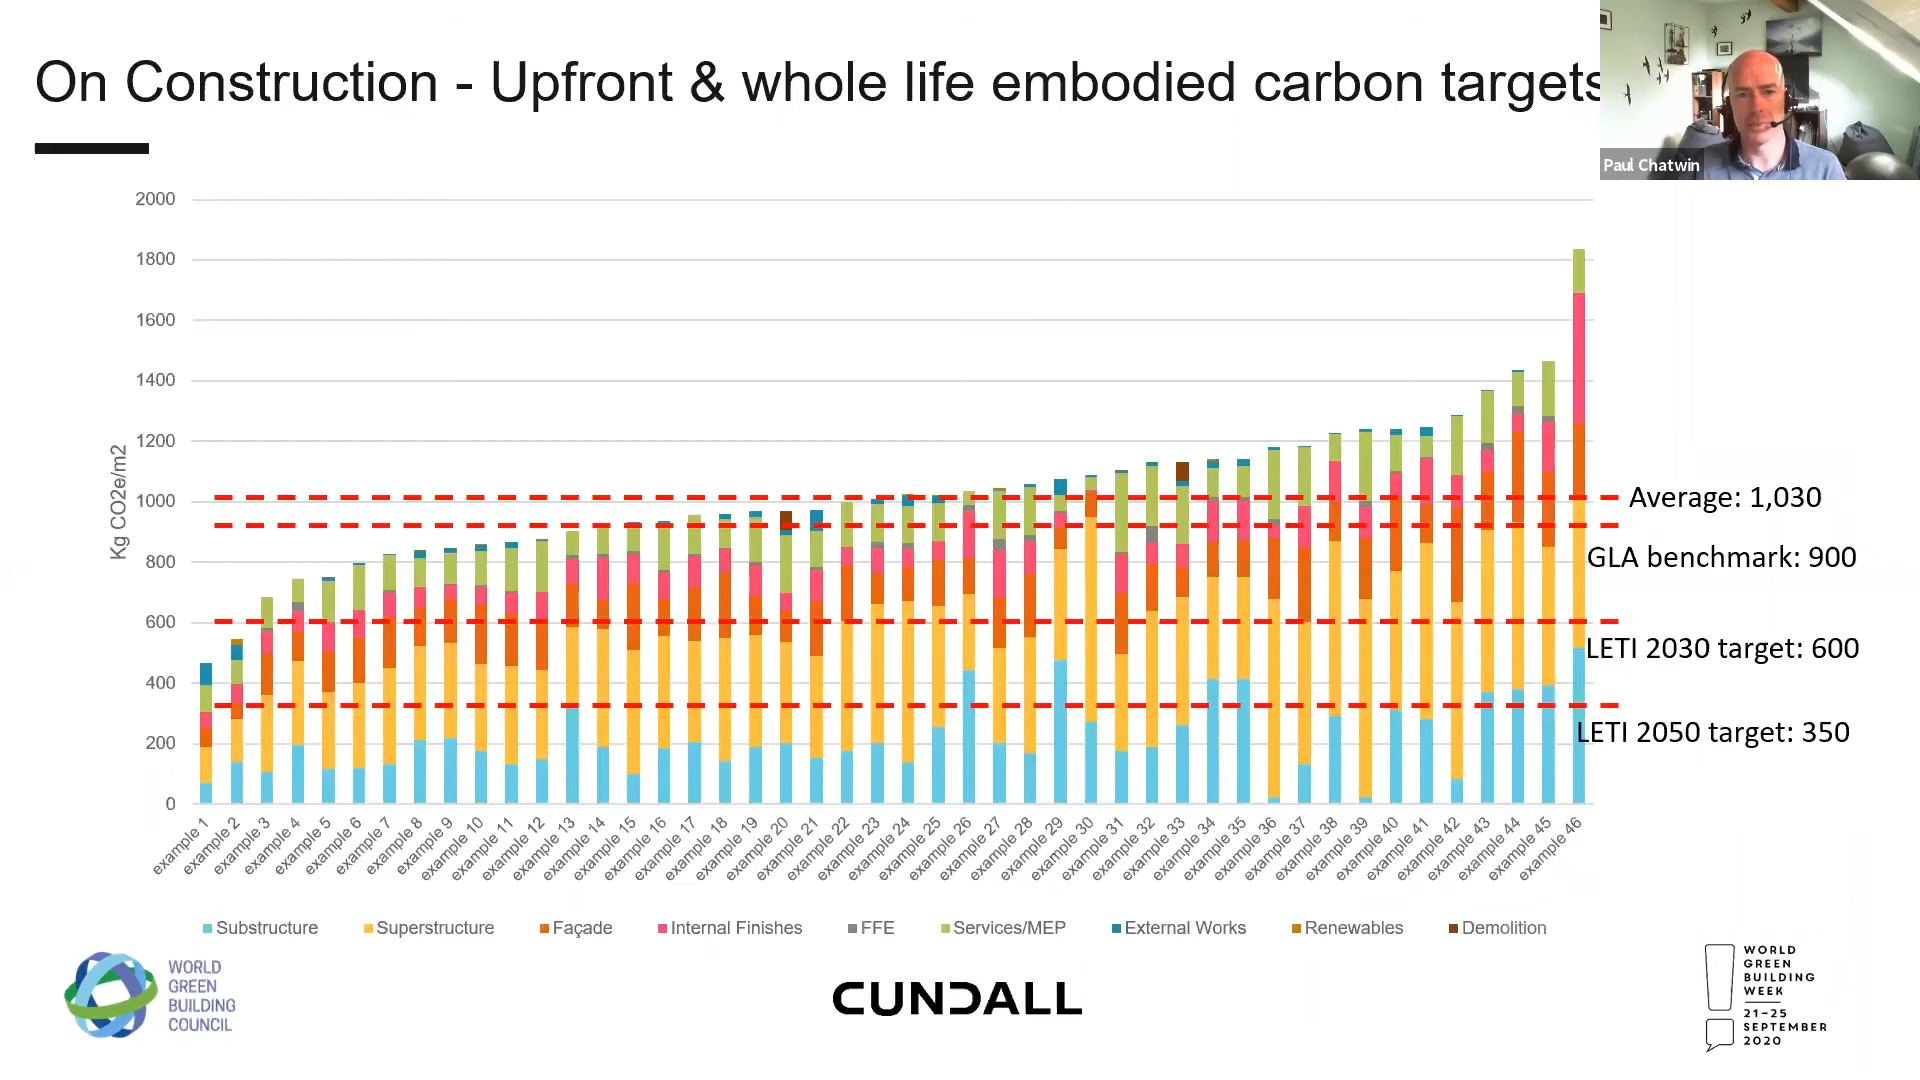 On Construction - Upfront & whole life embodied carbon targets
Paul Chatwin
2000
1800
1600
1400
1200
1000
800
600
400
200
0
Kg CO2e/m2
Average: 1,030
GLA benchmark: 900
LETI 2030 target: 600
LETI 2050 target: 350
example 1
example 2
example 3
example 4
example 5
example 6
example 7
example 8
example 9
example 10
example 11
example 12
example 13
example 14
example 15
example 16
example 17
example 18
example 19
example 20
example 21
example 22
example 23
example 24
example 25
example 26
example 27
example 28
example 29
example 30
example 31
example 32
example 33
example 34
example 35
example 36
example 37
example 38
example 39
example 40
example 41
example 42
example 43
example 44
example 45
example 46
Substructure
Superstructure
Façade
Internal Finishes
FFE
Services/MEP
External Works
Renewables
Demolition
WORLD
GREEN
BUILDING
COUNCIL
CUNDALL
WORLD
GREEN
BUILDING
WEEK
21–25
SEPTEMBER
2020